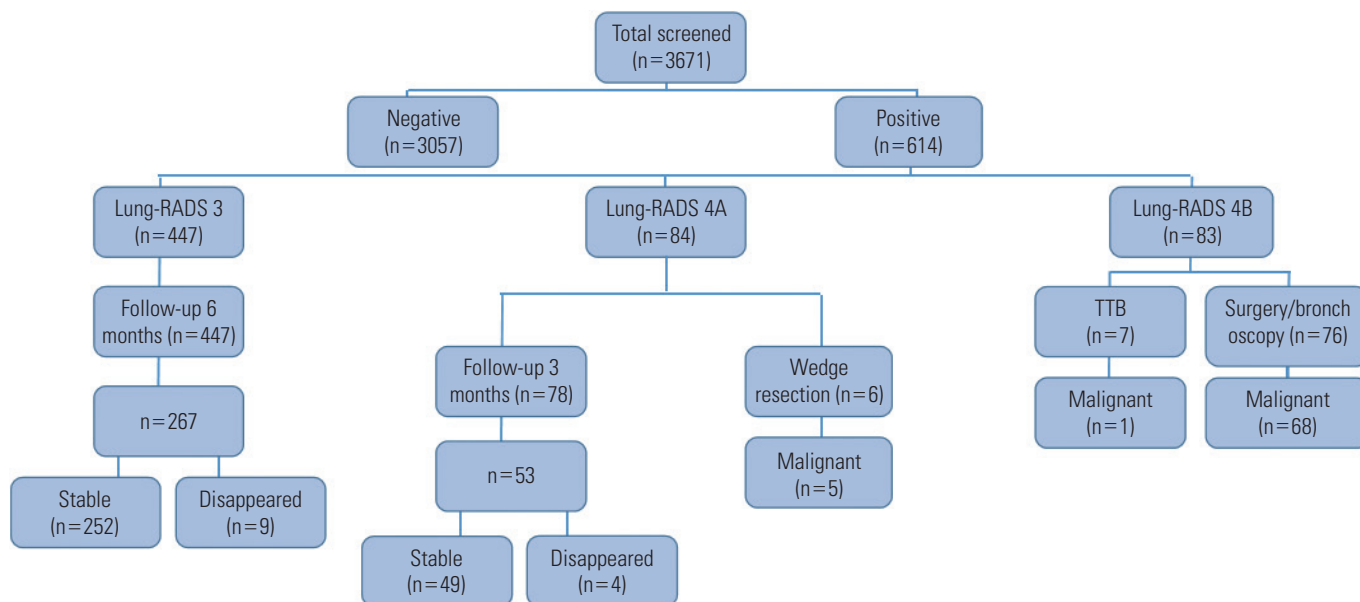 Total screened
(n=3671)
Negative
(n=3057)
Positive
(n=614)
Lung-RADS 3
(n=447)
Lung-RADS 4A
(n=84)
Lung-RADS 4B
(n=83)
Follow-up 6
months (n=447)
TTB
(n=7)
Surgery/bronch
oscopy (n=76)
Follow-up 3
months (n=78)
Wedge
resection (n=6)
n=267
Malignant
(n=1)
Malignant
(n=68)
n=53
Malignant
(n=5)
Stable
(n=252)
Disappeared
(n=9)
Stable
(n=49)
Disappeared
(n=4)